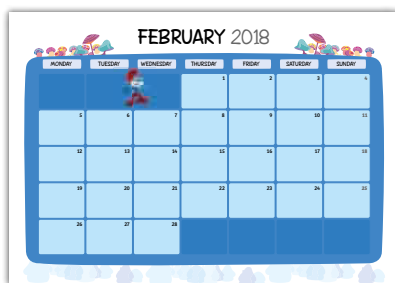 FEBRUARY 2018
MONDAY TUESDAY WEDNESDAY THURSDAY FRIDAY SATURDAY SUNDAY
1 2 3 4
5 6 7 8 9 10 11
12 13 14 15 16 17 18
19 20 21 22 23 24 25
26 27 28